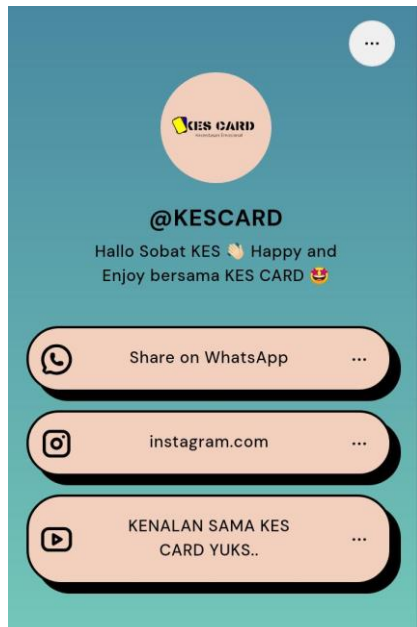 KES CARD
@KESCARD
Hallo Sobat KES 👋🏻 Happy and
Enjoy bersama KES CARD 🤩
Share on WhatsApp
instagram.com
KENALAN SAMA KES
CARD YUKS..